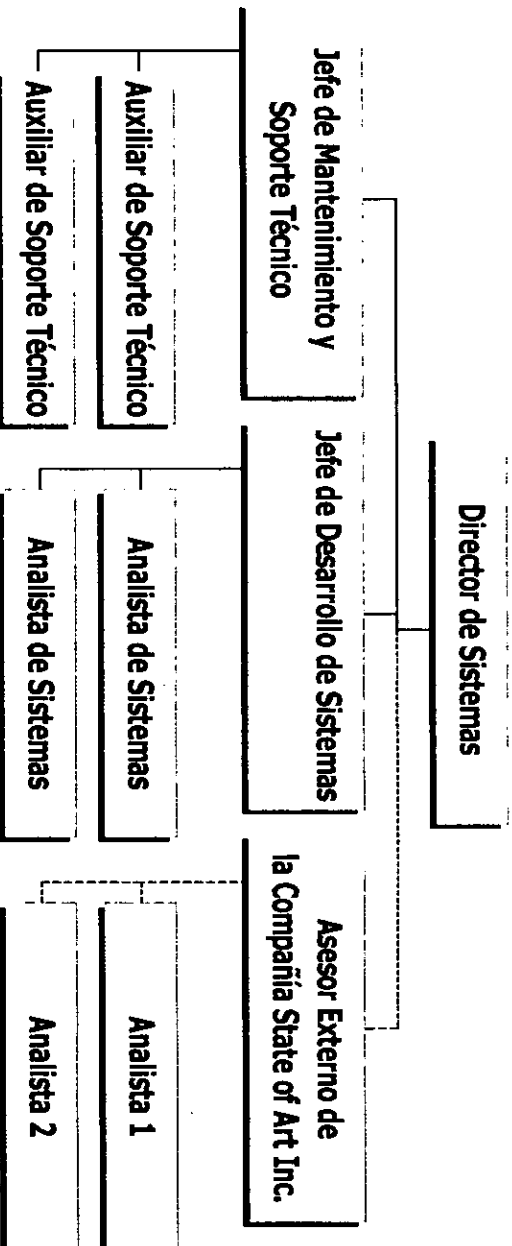 Director de Sistemas
Jefe de Mantenimiento y
Soporte Técnico
Jefe de Desarrollo de Sistemas
Asesor Externo de
la Compañía State of Art Inc.
Auxiliar de Soporte Técnico
Analista de Sistemas
Analista 1
Auxiliar de Soporte Técnico
Analista de Sistemas
Analista 2